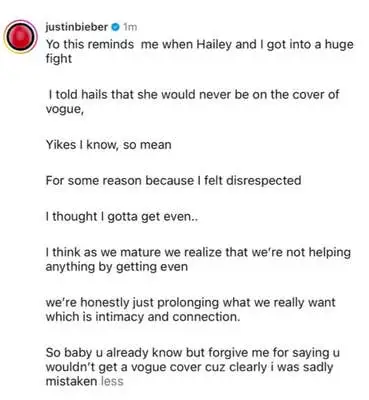 justinbieber 1m
Yo this reminds  me when Hailey and I got into a huge
fight
I told hails that she would never be on the cover of
vogue,
Yikes I know, so mean
For some reason because I felt disrespected
I thought I gotta get even..
I think as we mature we realize that we’re not helping
anything by getting even
we’re honestly just prolonging what we really want
which is intimacy and connection.
So baby u already know but forgive me for saying u
wouldn’t get a vogue cover cuz clearly i was sadly
mistaken less